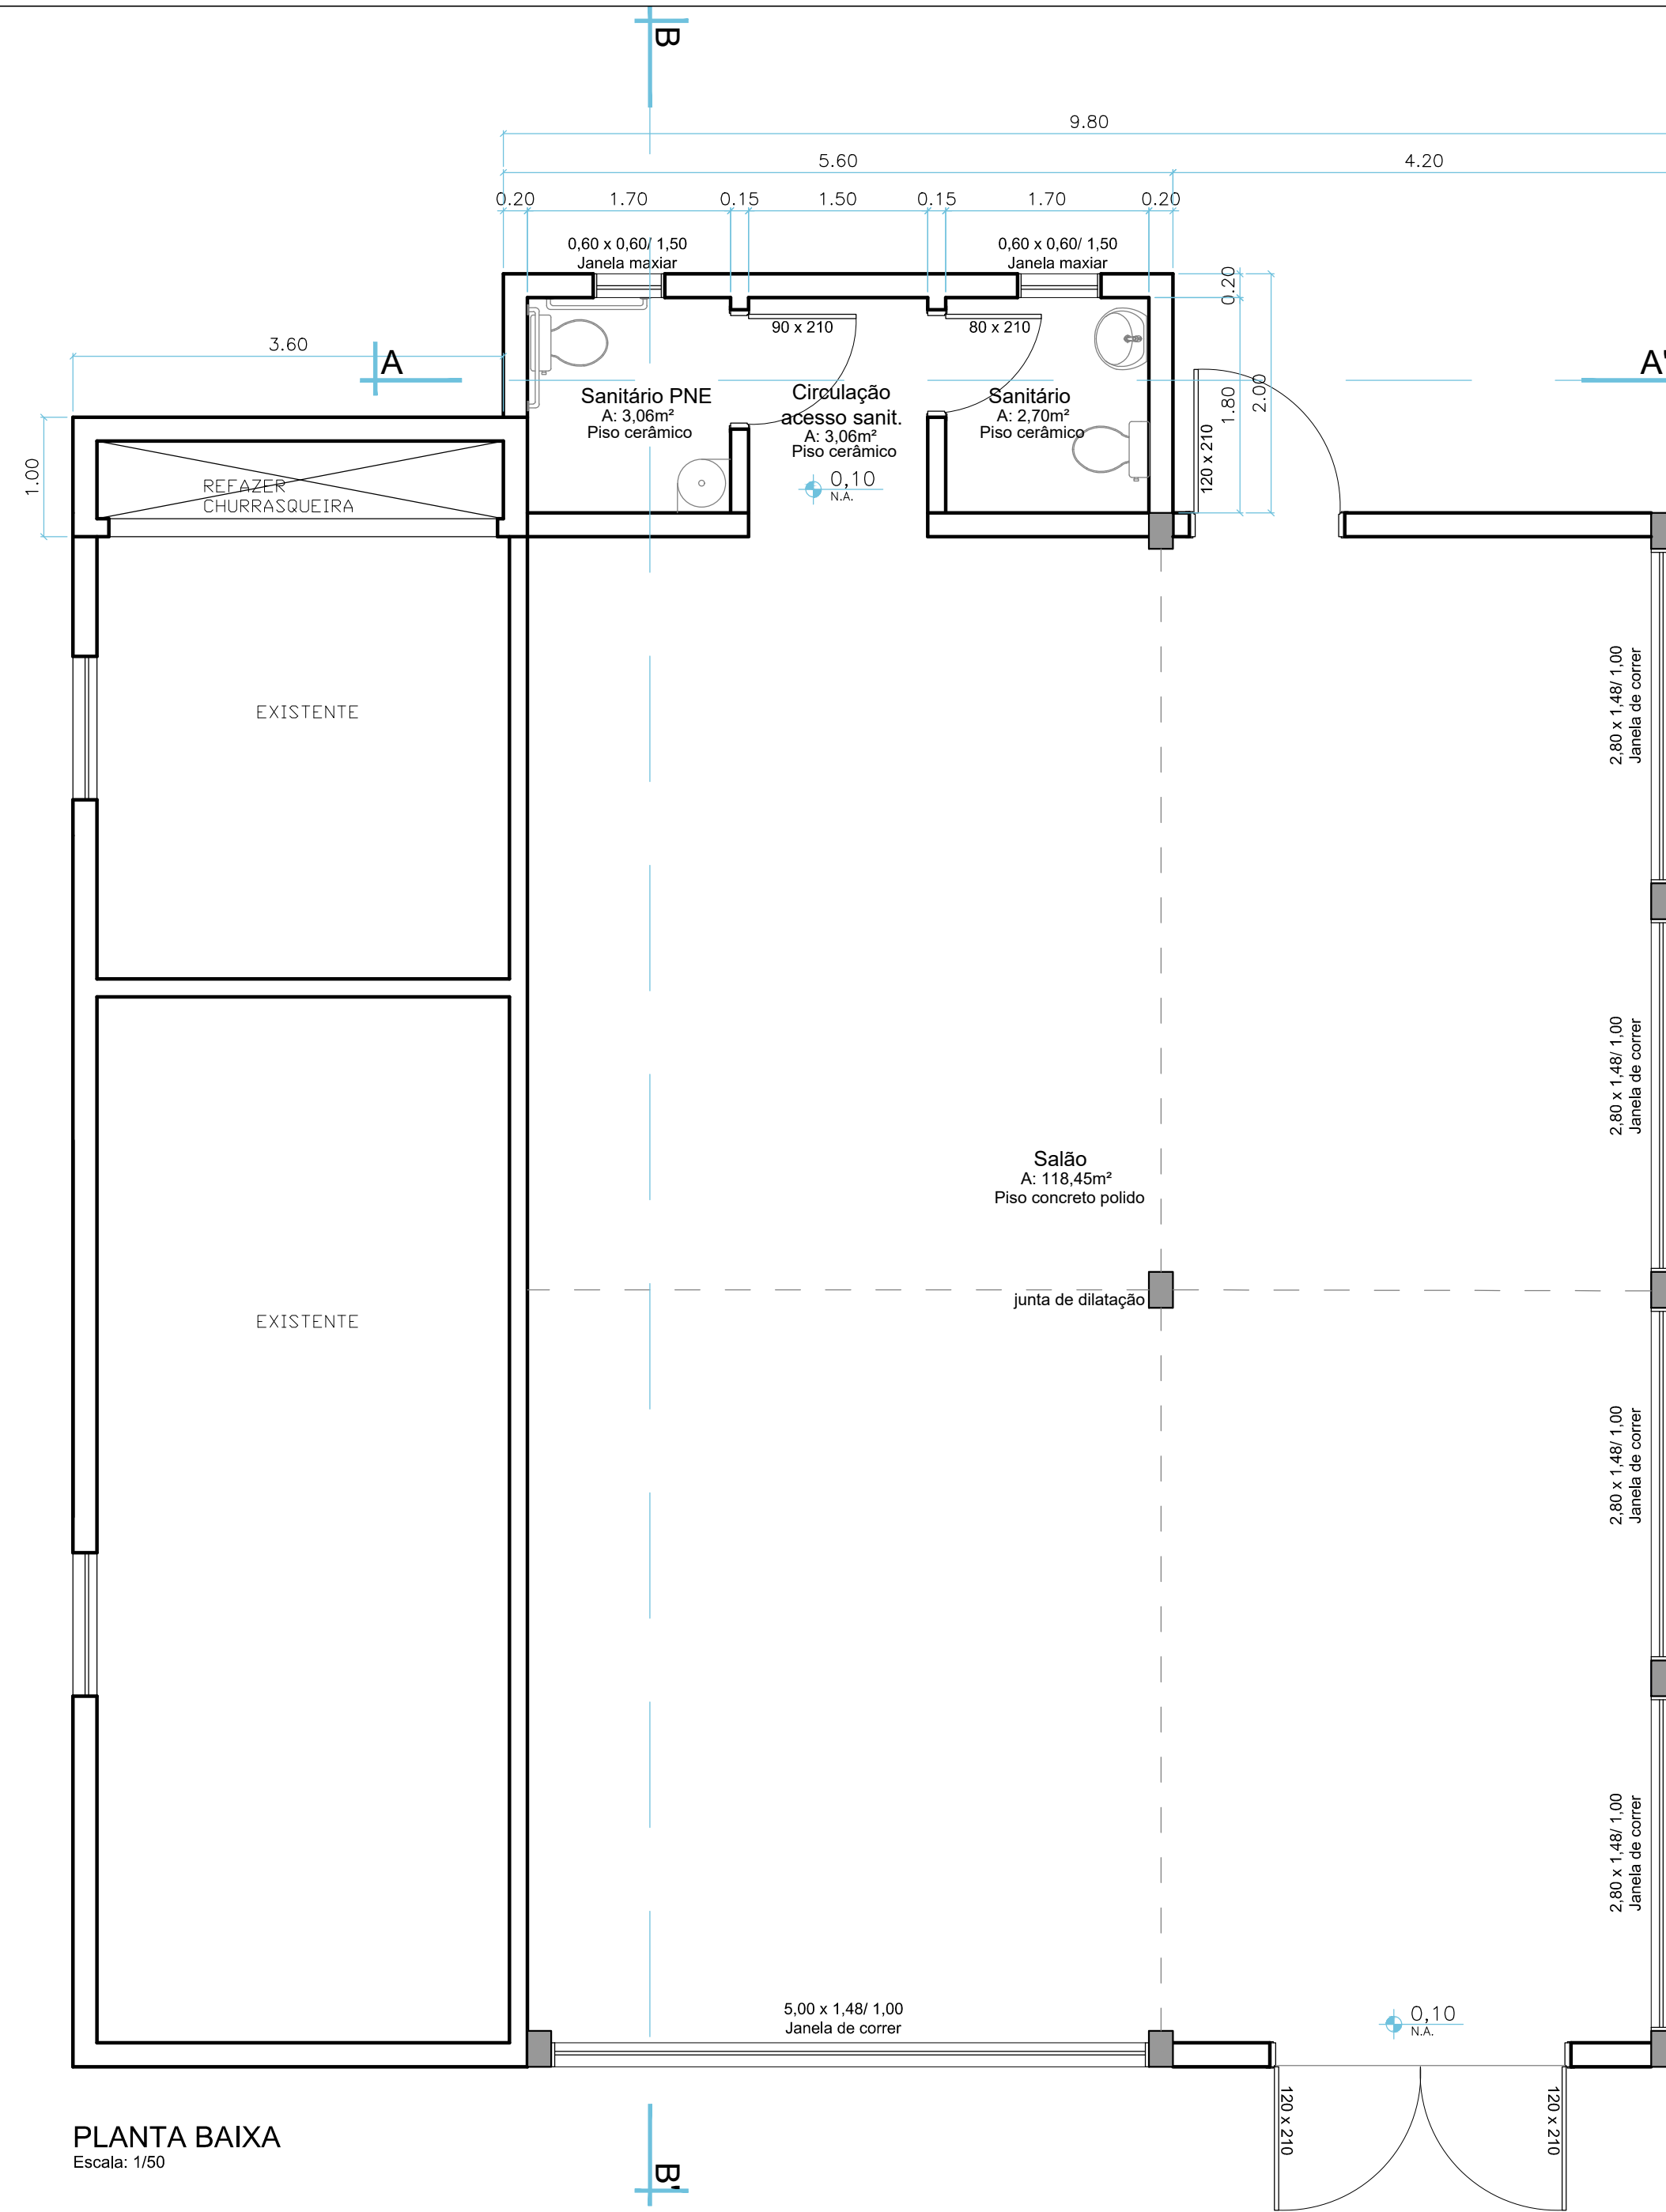 B
9.80
5.60
4.20
0.20
1.70
0.15
1.50
0.15
1.70
0.20
0,60 x 0,60/ 1,50
Janela maxiar
0,60 x 0,60/ 1,50
Janela maxiar
0.20
90 x 210
80 x 210
3.60
A
A'
Sanitário PNE
A: 3,06m²
Piso cerâmico
Circulação
acesso sanit.
A: 3,06m²
Piso cerâmico
0,10
N.A.
Sanitário
A: 2,70m²
Piso cerâmico
1.80
2.00
120 x 210
1.00
REFAZER
CHURRASQUEIRA
EXISTENTE
2,80 x 1,48/ 1,00
Janela de correr
2,80 x 1,48/ 1,00
Janela de correr
Salão
A: 118,45m²
Piso concreto polido
junta de dilatação
EXISTENTE
2,80 x 1,48/ 1,00
Janela de correr
2,80 x 1,48/ 1,00
Janela de correr
5,00 x 1,48/ 1,00
Janela de correr
0,10
N.A.
120 x 210
120 x 210
PLANTA BAIXA
Escala: 1/50
B'